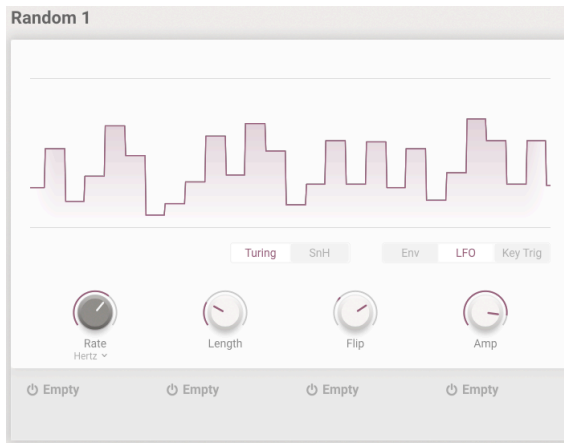 Random 1
Turing SnH Env LFO Key Trig
Rate Length Flip Amp
Hertz
Empty Empty Empty Empty